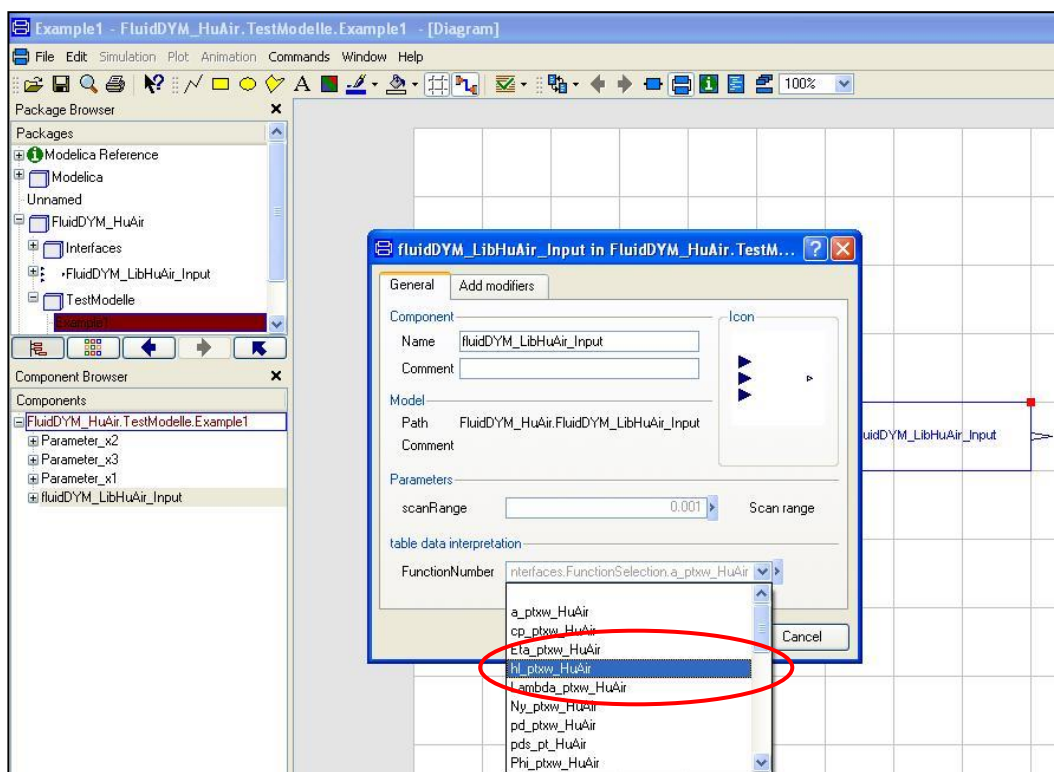 Example1 - FluidDYM_HuAir.TestModelle.Example1 - [Diagram]
File Edit Simulation Plot Animation Commands Window Help
A 100%
Package Browser
Packages
Modelica Reference
Modelica
Unnamed
FluidDYM_HuAir
Interfaces
FluidDYM_LibHuAir_Input
TestModelle
Example1
Component Browser
Components
FluidDYM_HuAir.TestModelle.Example1
Parameter_x2
Parameter_x3
Parameter_x1
fluidDYM_LibHuAir_Input
fluidDYM_LibHuAir_Input in FluidDYM_HuAir.TestM...
General Add modifiers
Component
Name fluidDYM_LibHuAir_Input
Comment
Icon
Model
Path FluidDYM_HuAir.FluidDYM_LibHuAir_Input
Comment
Parameters
scanRange 0.001 Scan range
table data interpretation
FunctionNumber nterfaces.FunctionSelection.a_ptxw_HuAir
a_ptxw_HuAir
cp_ptxw_HuAir
Eta_ptxw_HuAir
hl_ptxw_HuAir
Lambda_ptxw_HuAir
Ny_ptxw_HuAir
pd_ptxw_HuAir
pds_pt_HuAir
Phi_ptxw_HuAir
Cancel
uidDYM_LibHuAir_Input